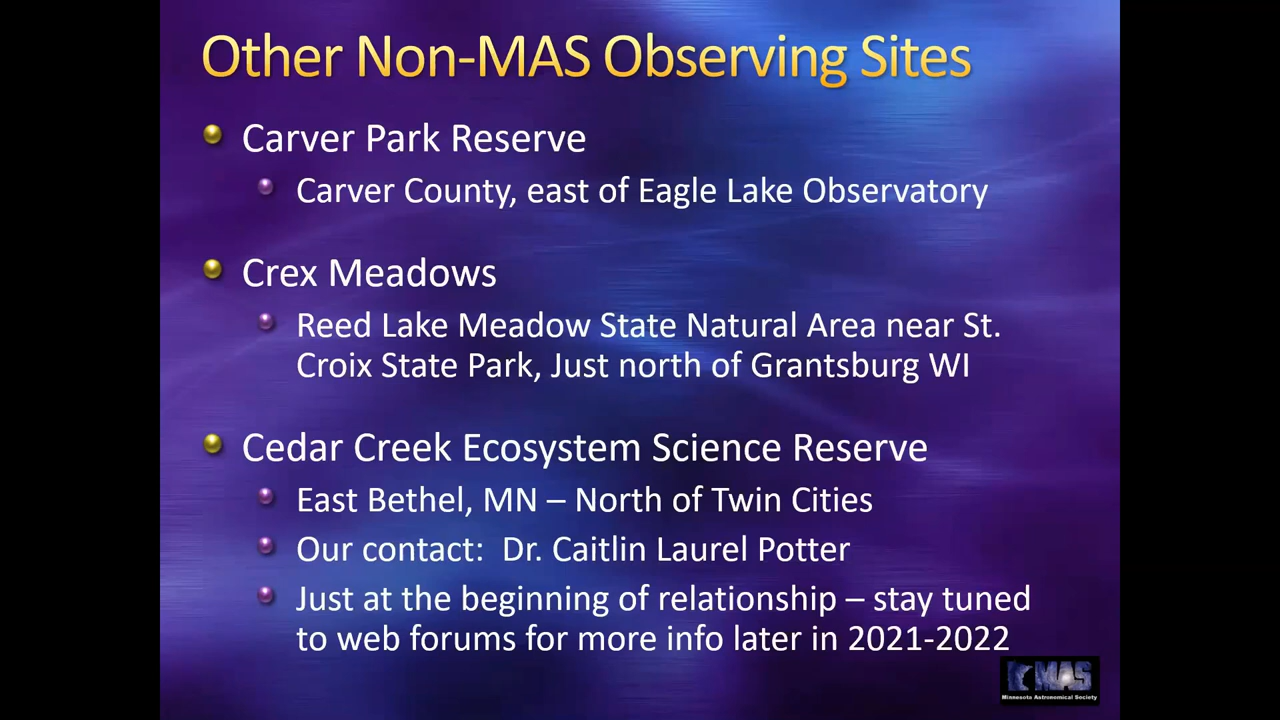 Other Non-MAS Observing Sites
Carver Park Reserve
Carver County, east of Eagle Lake Observatory
Crex Meadows
Reed Lake Meadow State Natural Area near St.
Croix State Park, Just north of Grantsburg WI
Cedar Creek Ecosystem Science Reserve
East Bethel, MN – North of Twin Cities
Our contact:  Dr. Caitlin Laurel Potter
Just at the beginning of relationship – stay tuned
to web forums for more info later in 2021-2022
MAS
Minnesota Astronomical Society